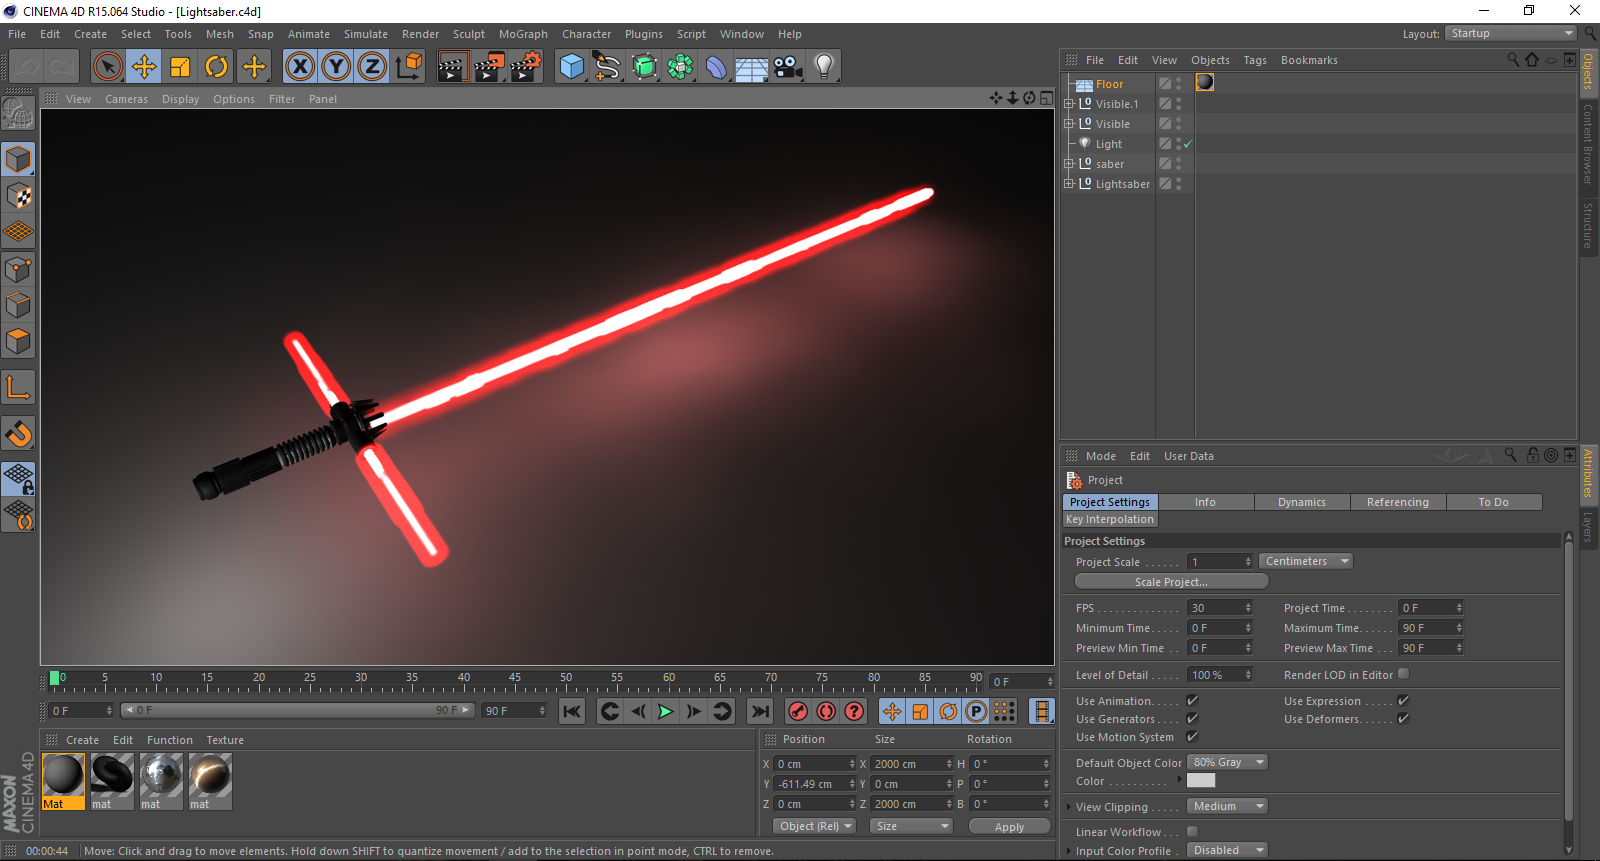 CINEMA 4D R15.064 Studio - [Lightsaber.c4d]
File Edit Create Select Tools Mesh Snap Animate Simulate Render Sculpt MoGraph Character Plugins Script Window Help
Layout: Startup
X Y Z
View Cameras Display Options Filter Panel
File Edit View Objects Tags Bookmarks
Floor
Visible.1
Visible
Light
saber
Lightsaber
Objects
Content Browser
Structure
Mode Edit User Data
Project
Project Settings Info Dynamics Referencing To Do
Key Interpolation
Project Settings
Project Scale 1 Centimeters
Scale Project...
FPS 30 Project Time 0 F
Minimum Time 0 F Maximum Time 90 F
Preview Min Time 0 F Preview Max Time 90 F
Level of Detail 100 % Render LOD in Editor
Use Animation Use Expression
Use Generators Use Deformers
Use Motion System
Default Object Color 80% Gray
Color
View Clipping Medium
Linear Workflow
Input Color Profile Disabled
Attributes
Layers
0 5 10 15 20 25 30 35 40 45 50 55 60 65 70 75 80 85 90 0 F
0 F 0 F 90 F 90 F
P
Create Edit Function Texture
Mat mat mat mat
Position Size Rotation
X 0 cm X 2000 cm H 0 °
Y -611.49 cm Y 0 cm P 0 °
Z 0 cm Z 2000 cm B 0 °
Object (Rel) Size Apply
MAXON
CINEMA 4D
00:00:44 Move: Click and drag to move elements. Hold down SHIFT to quantize movement / add to the selection in point mode, CTRL to remove.